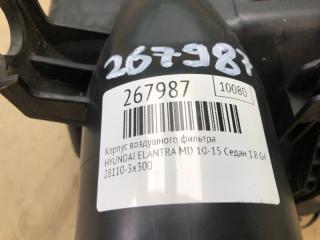 267987
267987
10080
Корпус воздушного фильтра
HYUNDAI ELANTRA MD 10-15 Седан 1.8 G4
28110-3x300